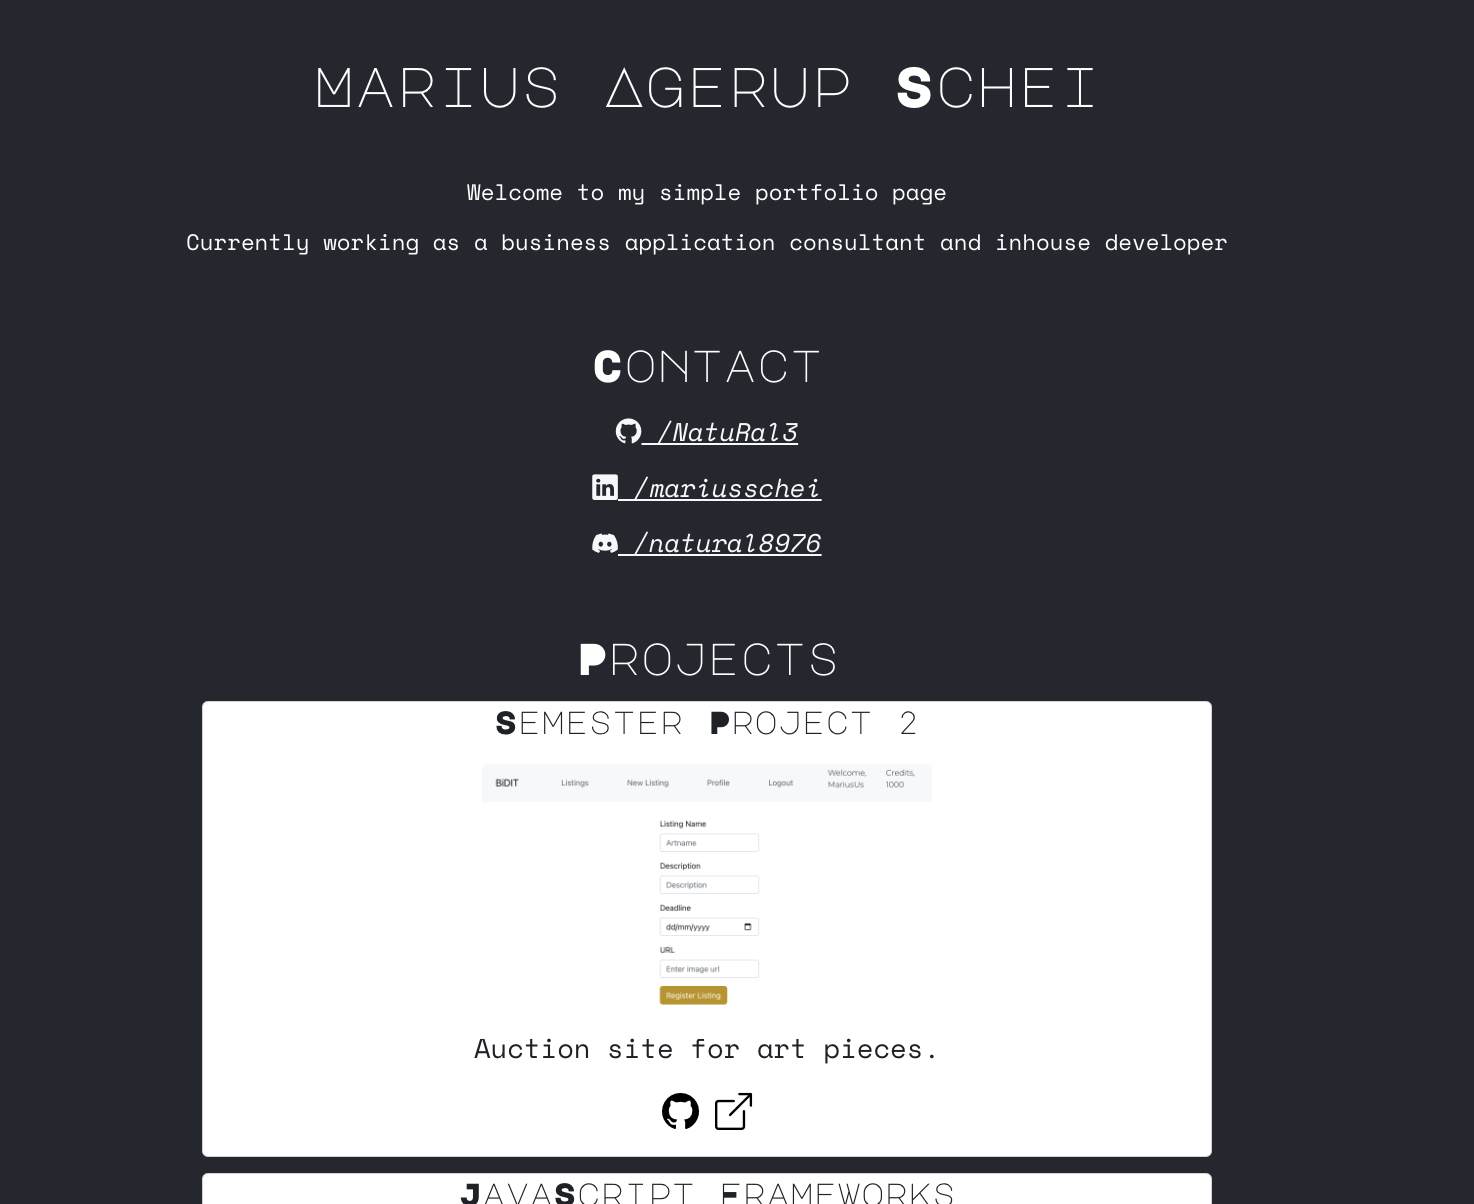 MARIUS AGERUP SCHEI
Welcome to my simple portfolio page
Currently working as a business application consultant and inhouse developer
CONTACT
/NatuRal3
/mariusschei
/natural8976
PROJECTS
SEMESTER PROJECT 2
BiDIT Listings New Listing Profile Logout Welcome, MariusUs Credits, 1000
Listing Name
Artname
Description
Description
Deadline
dd/mm/yyyy
URL
Enter image url
Register Listing
Auction site for art pieces.
JAVASCRIPT FRAMEWORKS